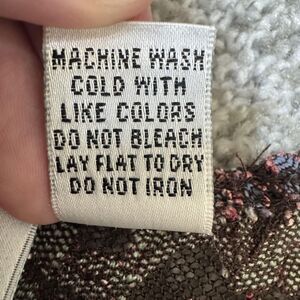 MACHINE WASH
COLD WITH
LIKE COLORS
DO NOT BLEACH
LAY FLAT TO DRY
DO NOT IRON